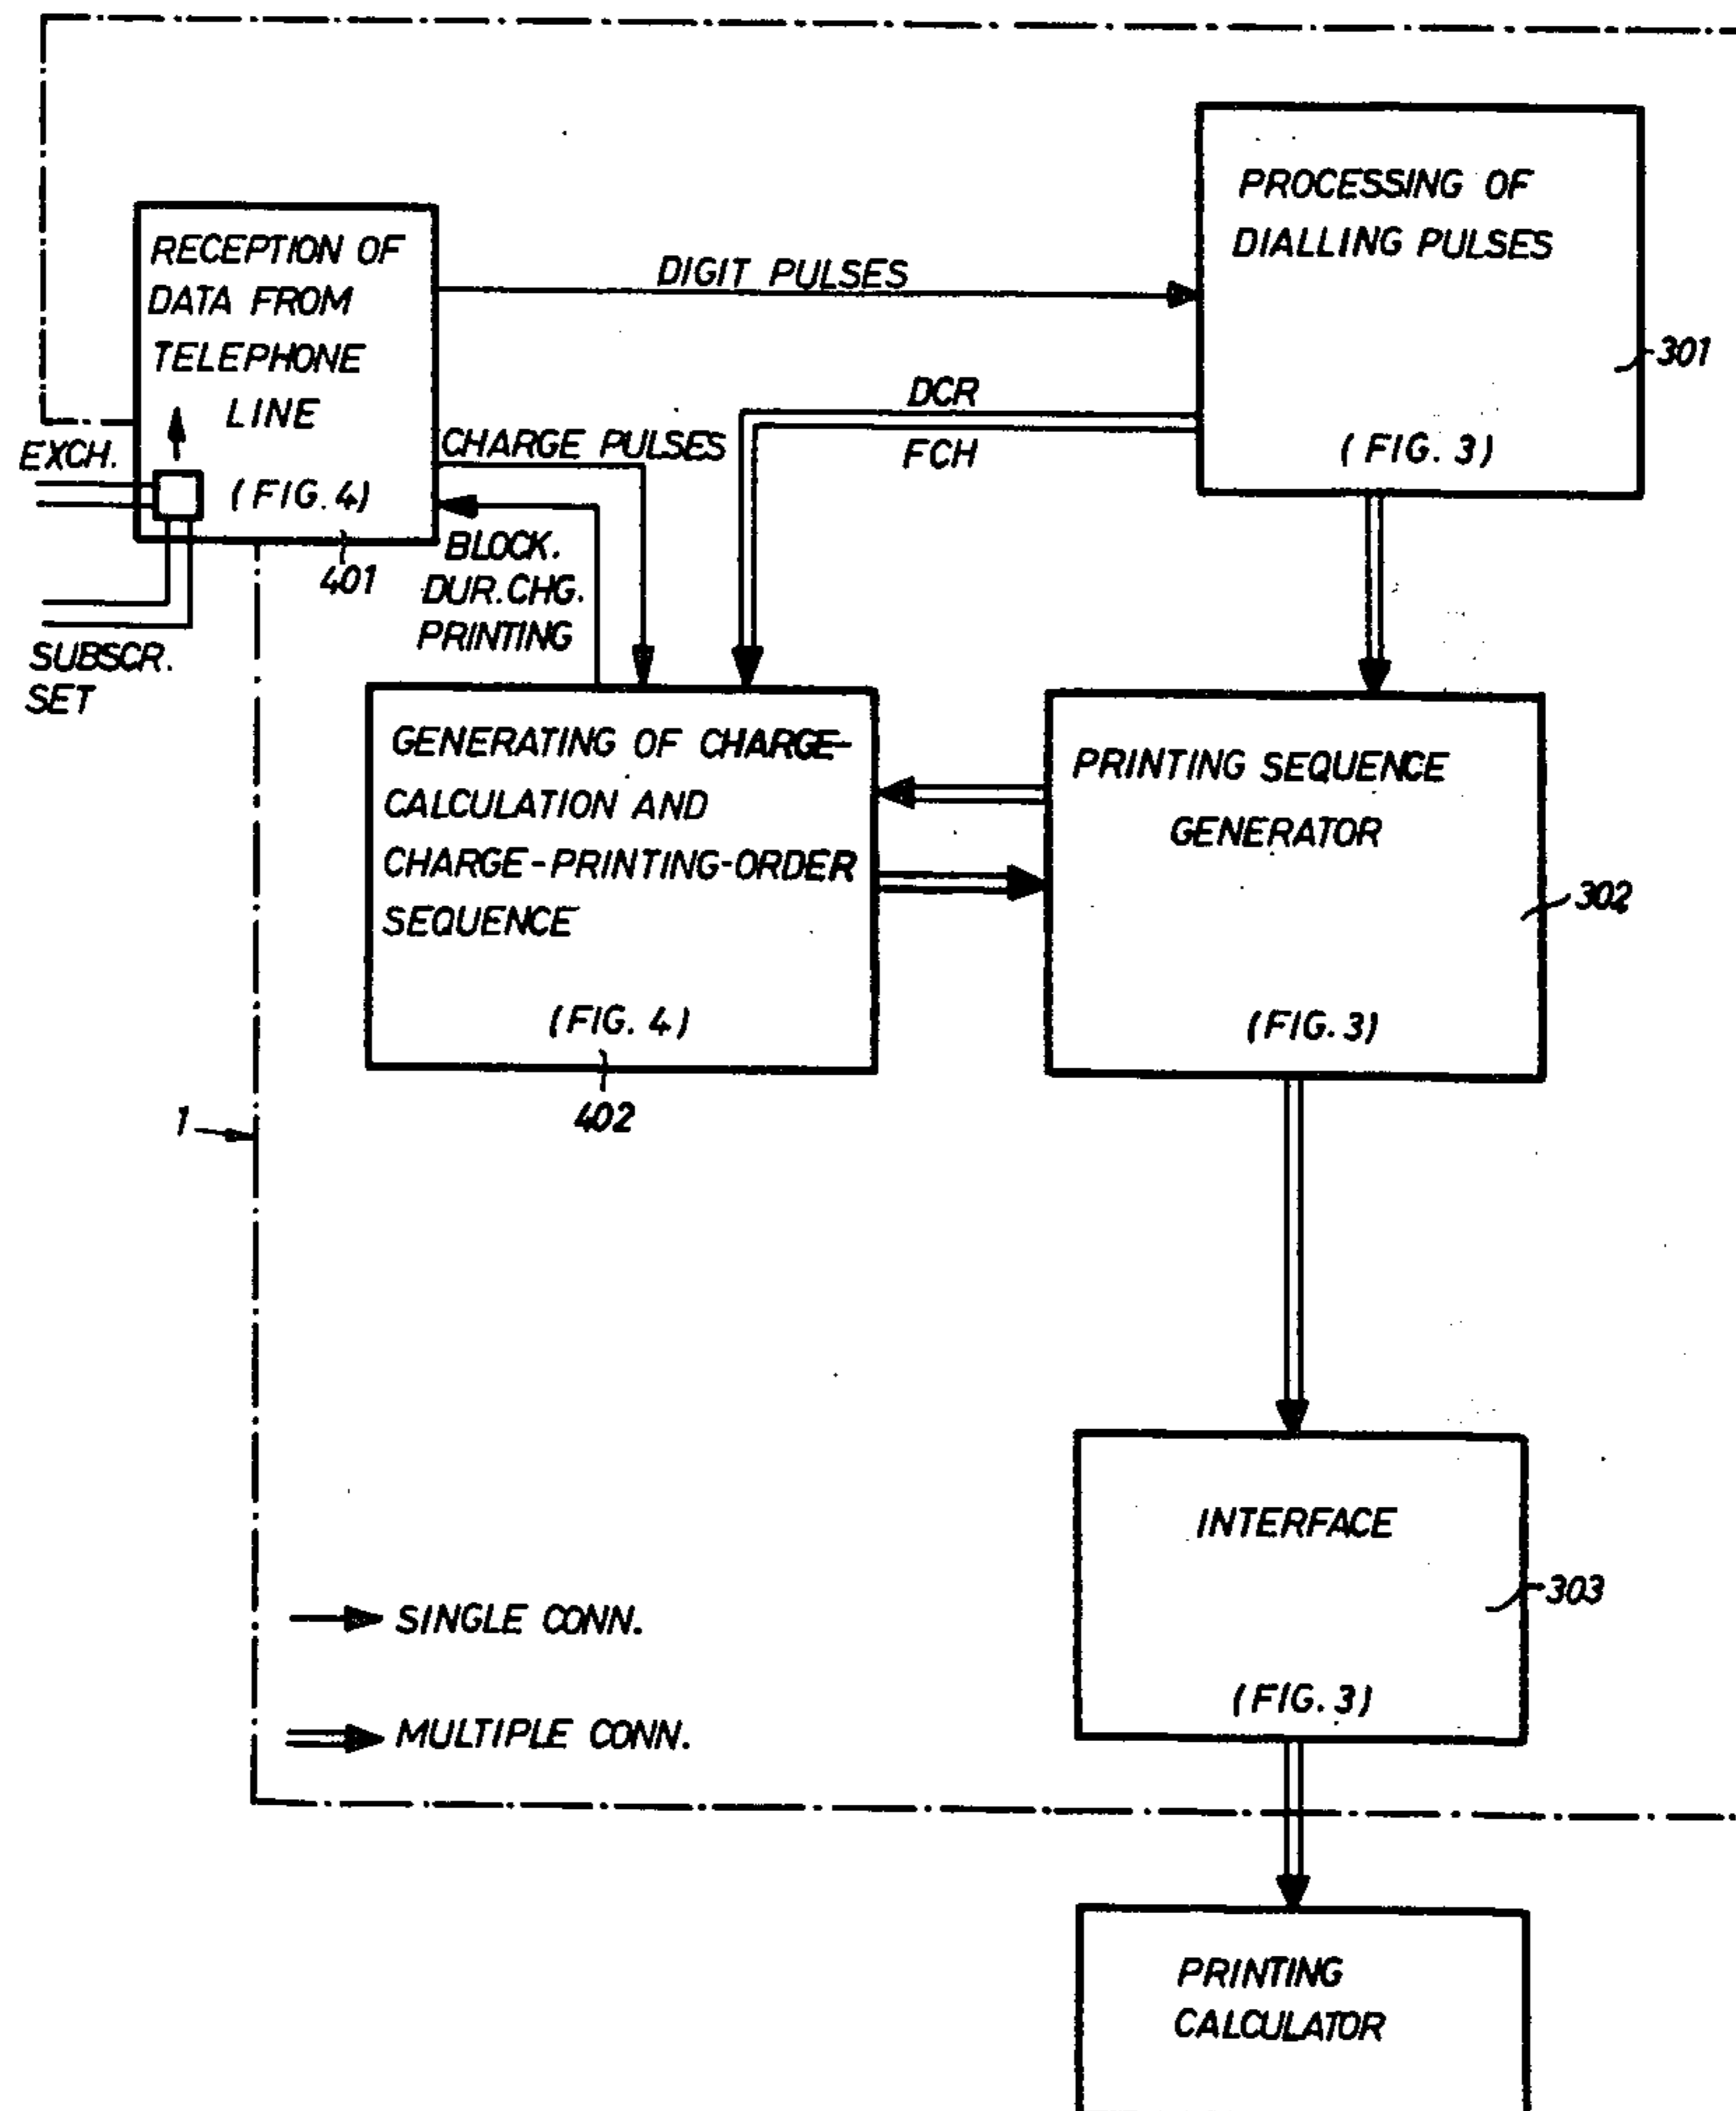 PROCESSING OF
DIALLING PULSES
(FIG. 3)
301
RECEPTION OF
DATA FROM
TELEPHONE
LINE
(FIG. 4)
401
DIGIT PULSES
DCR
FCH
CHARGE PULSES
EXCH.
BLOCK.
DUR.CHG.
PRINTING
SUBSCR.
SET
GENERATING OF CHARGE-
CALCULATION AND
CHARGE-PRINTING-ORDER
SEQUENCE
(FIG. 4)
402
PRINTING SEQUENCE
GENERATOR
(FIG. 3)
302
1
INTERFACE
(FIG. 3)
303
SINGLE CONN.
MULTIPLE CONN.
PRINTING
CALCULATOR